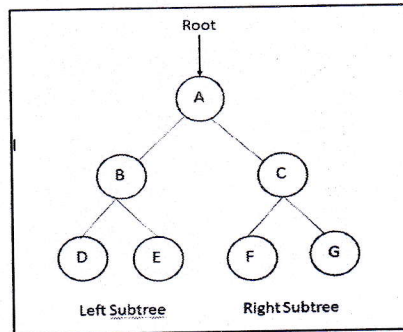 Root
A
B C
D E F G
Left Subtree Right Subtree